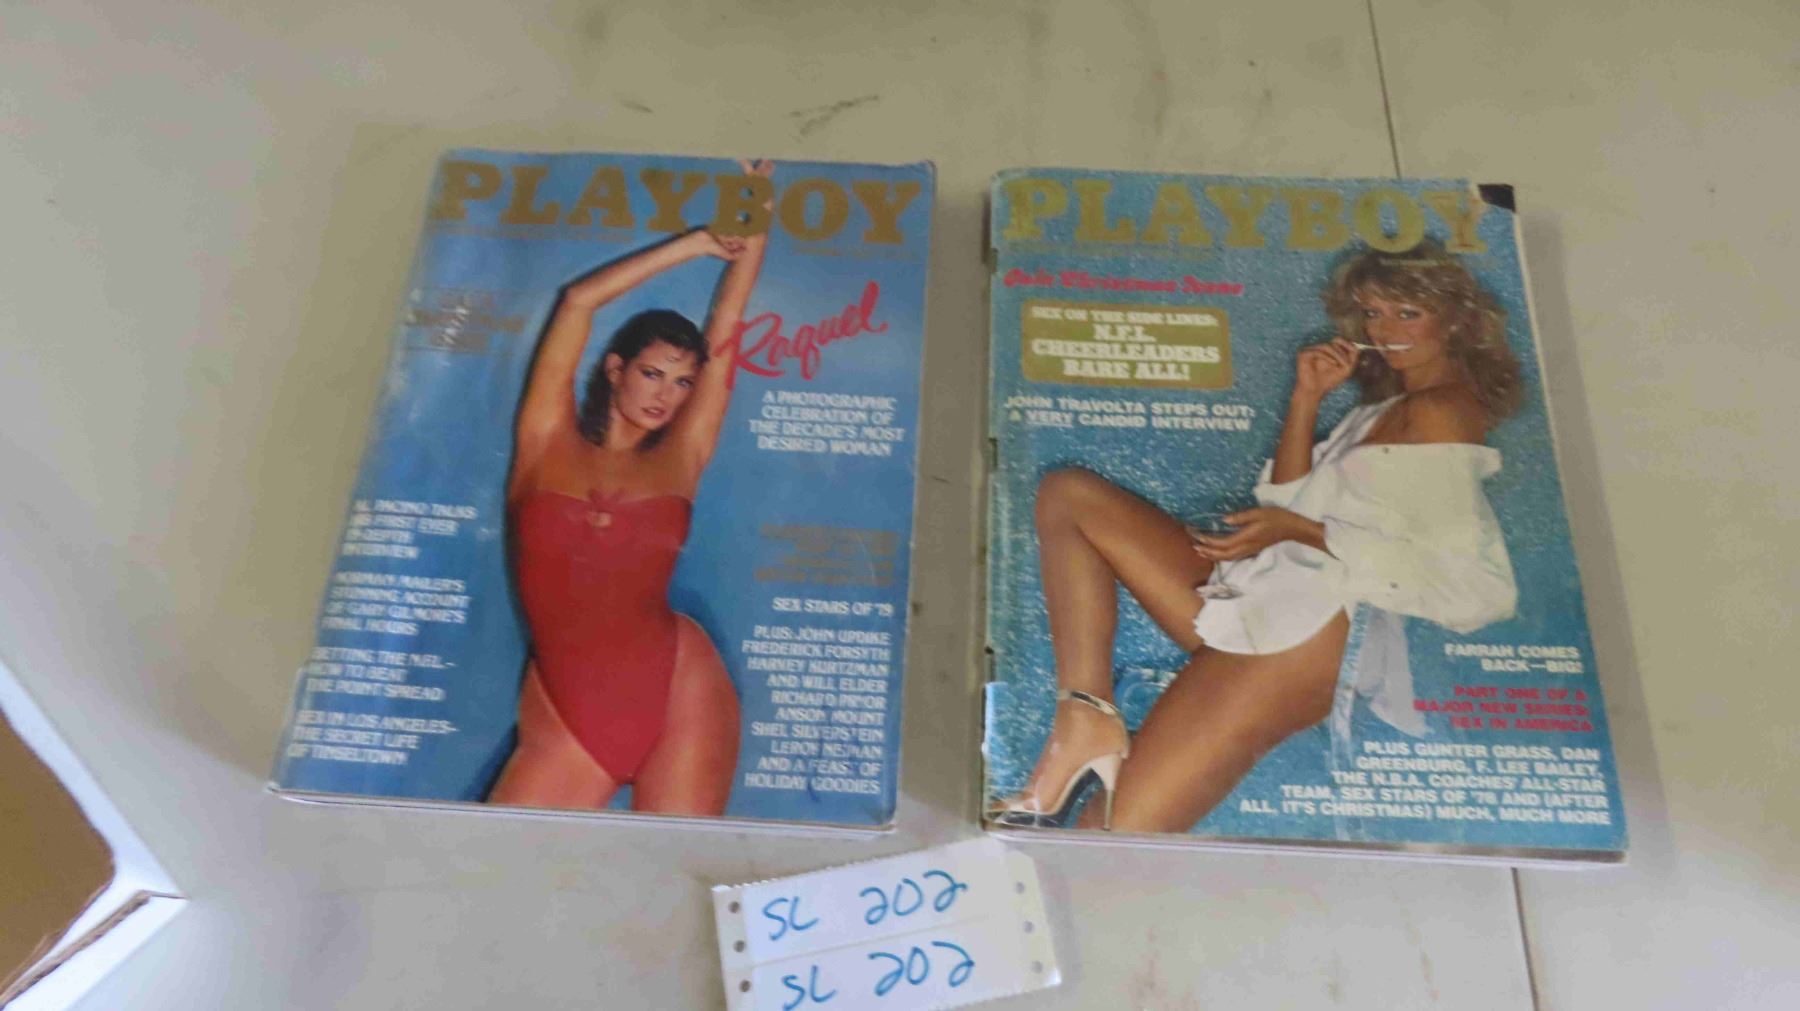 PLAYBOY
Raquel
A PHOTOGRAPHIC
CELEBRATION OF
THE DECADE'S MOST
DESIRED WOMAN
AL PACINO TALKS
HIS FIRST EVER
IN-DEPTH
INTERVIEW
NORMAN MAILER'S
STUNNING ACCOUNT
OF GARY GILMORE'S
FINAL HOURS
BETTING THE N.F.L.–
HOW TO BEAT
THE POINT SPREAD
SEX IN LOS ANGELES–
THE SECRET LIFE
OF TINSELTOWN
SEX STARS OF '79
PLUS: JOHN UPDIKE
FREDERICK FORSYTH
HARVEY KURTZMAN
AND WILL ELDER
RICHARD PRYOR
ANSON MOUNT
SHEL SILVERSTEIN
LEROY NEIMAN
AND A FEAST OF
HOLIDAY GOODIES
PLAYBOY
Gala Christmas Issue
SEX ON THE SIDE LINES:
N.F.L.
CHEERLEADERS
BARE ALL!
JOHN TRAVOLTA STEPS OUT:
A VERY CANDID INTERVIEW
FARRAH COMES
BACK—BIG!
PART ONE OF A
MAJOR NEW SERIES:
SEX IN AMERICA
PLUS GUNTER GRASS, DAN
GREENBURG, F. LEE BAILEY,
THE N.B.A. COACHES' ALL-STAR
TEAM, SEX STARS OF '78 AND (AFTER
ALL, IT'S CHRISTMAS) MUCH, MUCH MORE
SL 202
SL 202